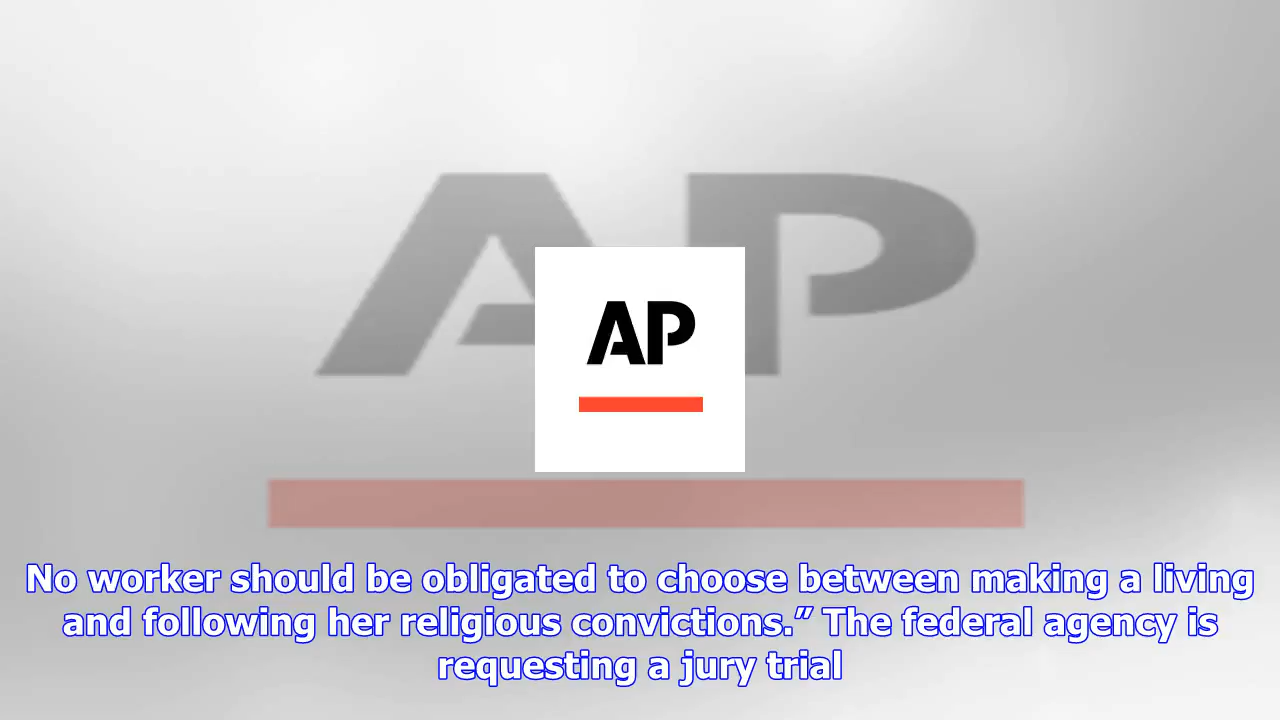 AP
AP
No worker should be obligated to choose between making a living
and following her religious convictions.” The federal agency is
requesting a jury trial